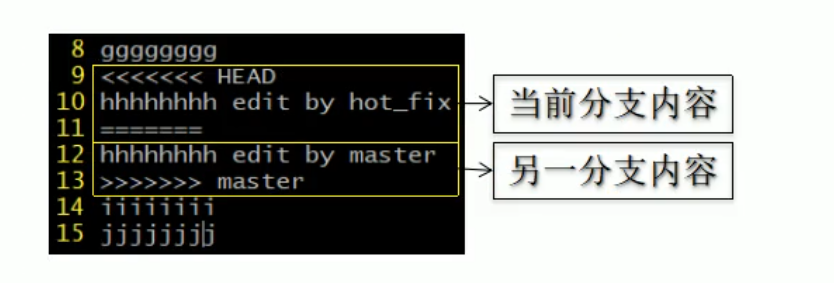 8 gggggggg
9 <<<<<<< HEAD
10 hhhhhhhh edit by hot_fix
11 =======
12 hhhhhhhh edit by master
13 >>>>>>> master
14 iiiiiiii
15 jjjjjjjj
当前分支内容
另一分支内容